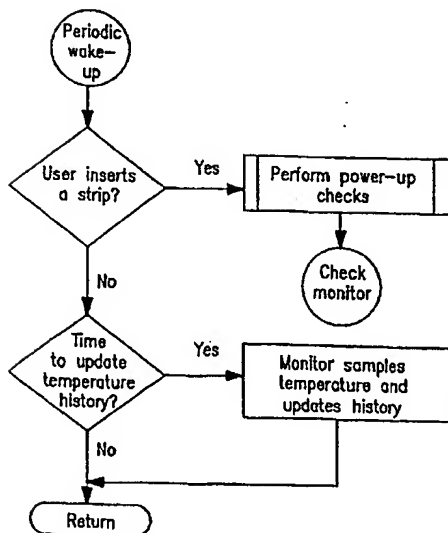 Periodic
wake-
up
User inserts
a strip?
Yes
Perform power-up
checks
No
Check
monitor
Time
to update
temperature
history?
Yes
Monitor samples
temperature and
updates history
No
Return